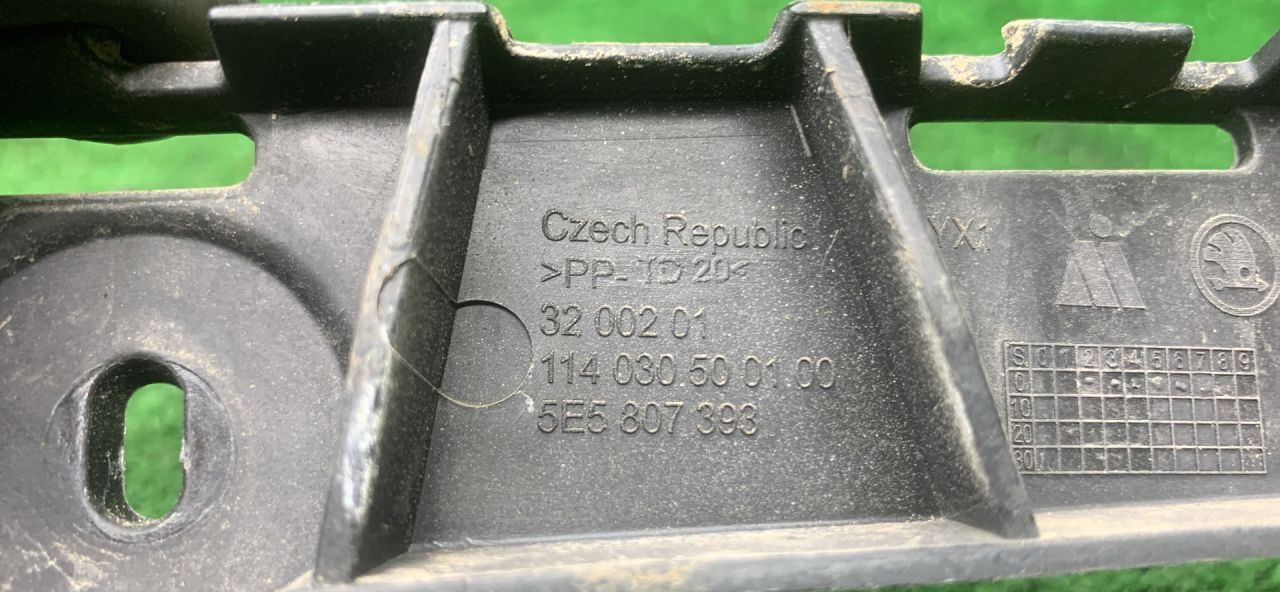 Czech Republic
>PP-TD 20<
32 002 01
114 030 50 01 00
5E5 807 393
YX1
S 0 1 2 3 4 5 6 7 8 9
0
10
20
30